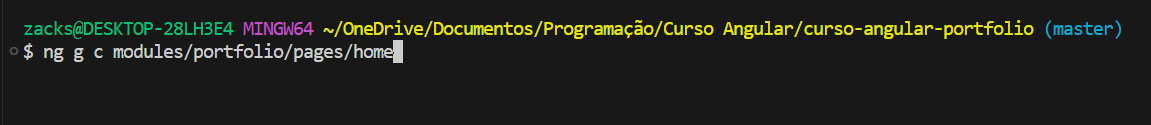 zacks@DESKTOP-28LH3E4 MINGW64 ~/OneDrive/Documentos/Programação/Curso Angular/curso-angular-portfolio (master)
$ ng g c modules/portfolio/pages/home